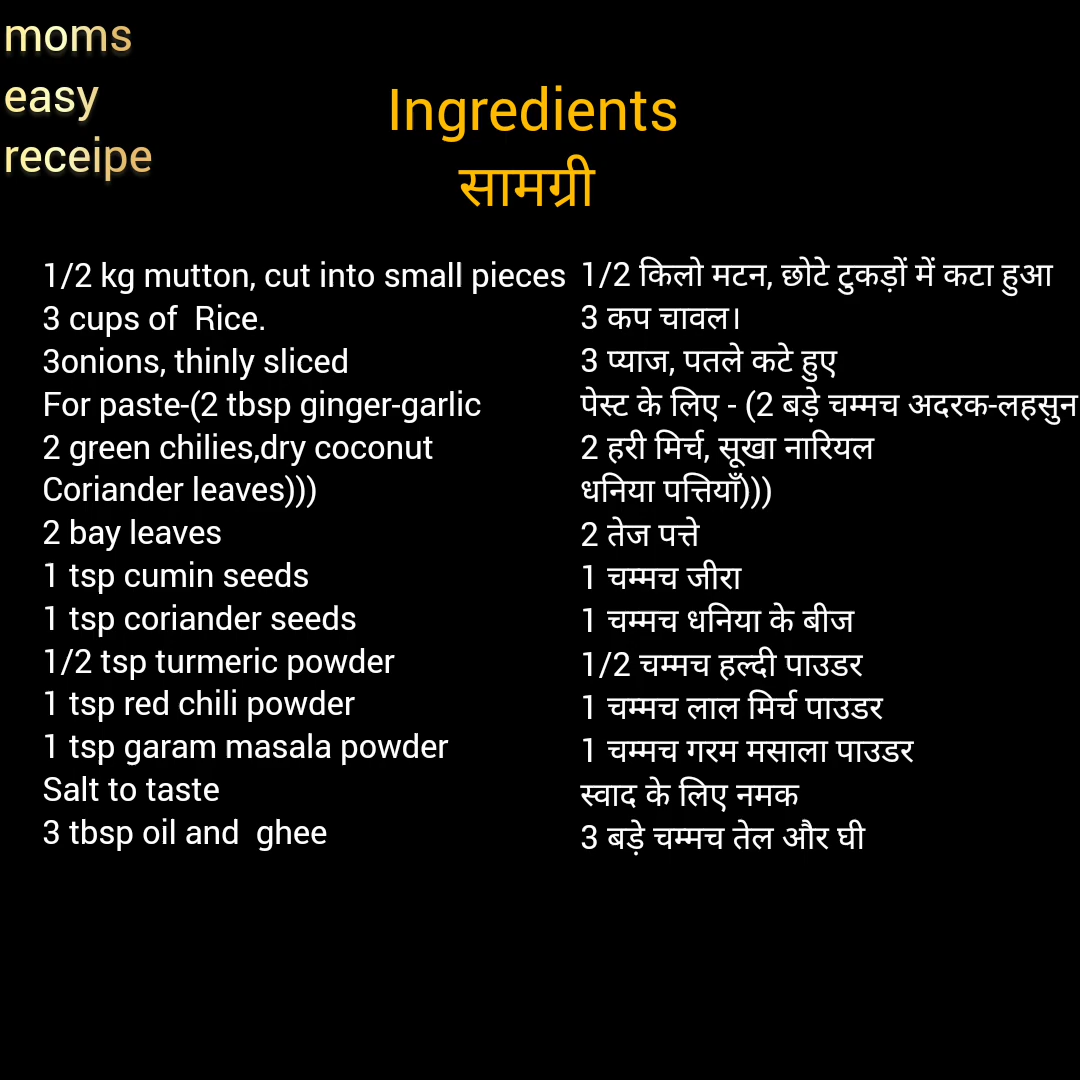 moms
easy
receipe
Ingredients
सामग्री
1/2 kg mutton, cut into small pieces
3 cups of  Rice.
3onions, thinly sliced
For paste-(2 tbsp ginger-garlic
2 green chilies,dry coconut
Coriander leaves)))
2 bay leaves
1 tsp cumin seeds
1 tsp coriander seeds
1/2 tsp turmeric powder
1 tsp red chili powder
1 tsp garam masala powder
Salt to taste
3 tbsp oil and  ghee
1/2 किलो मटन, छोटे टुकड़ों में कटा हुआ
3 कप चावल।
3 प्याज, पतले कटे हुए
पेस्ट के लिए - (2 बड़े चम्मच अदरक-लहसुन
2 हरी मिर्च, सूखा नारियल
धनिया पत्तियाँ)))
2 तेज पत्ते
1 चम्मच जीरा
1 चम्मच धनिया के बीज
1/2 चम्मच हल्दी पाउडर
1 चम्मच लाल मिर्च पाउडर
1 चम्मच गरम मसाला पाउडर
स्वाद के लिए नमक
3 बड़े चम्मच तेल और घी